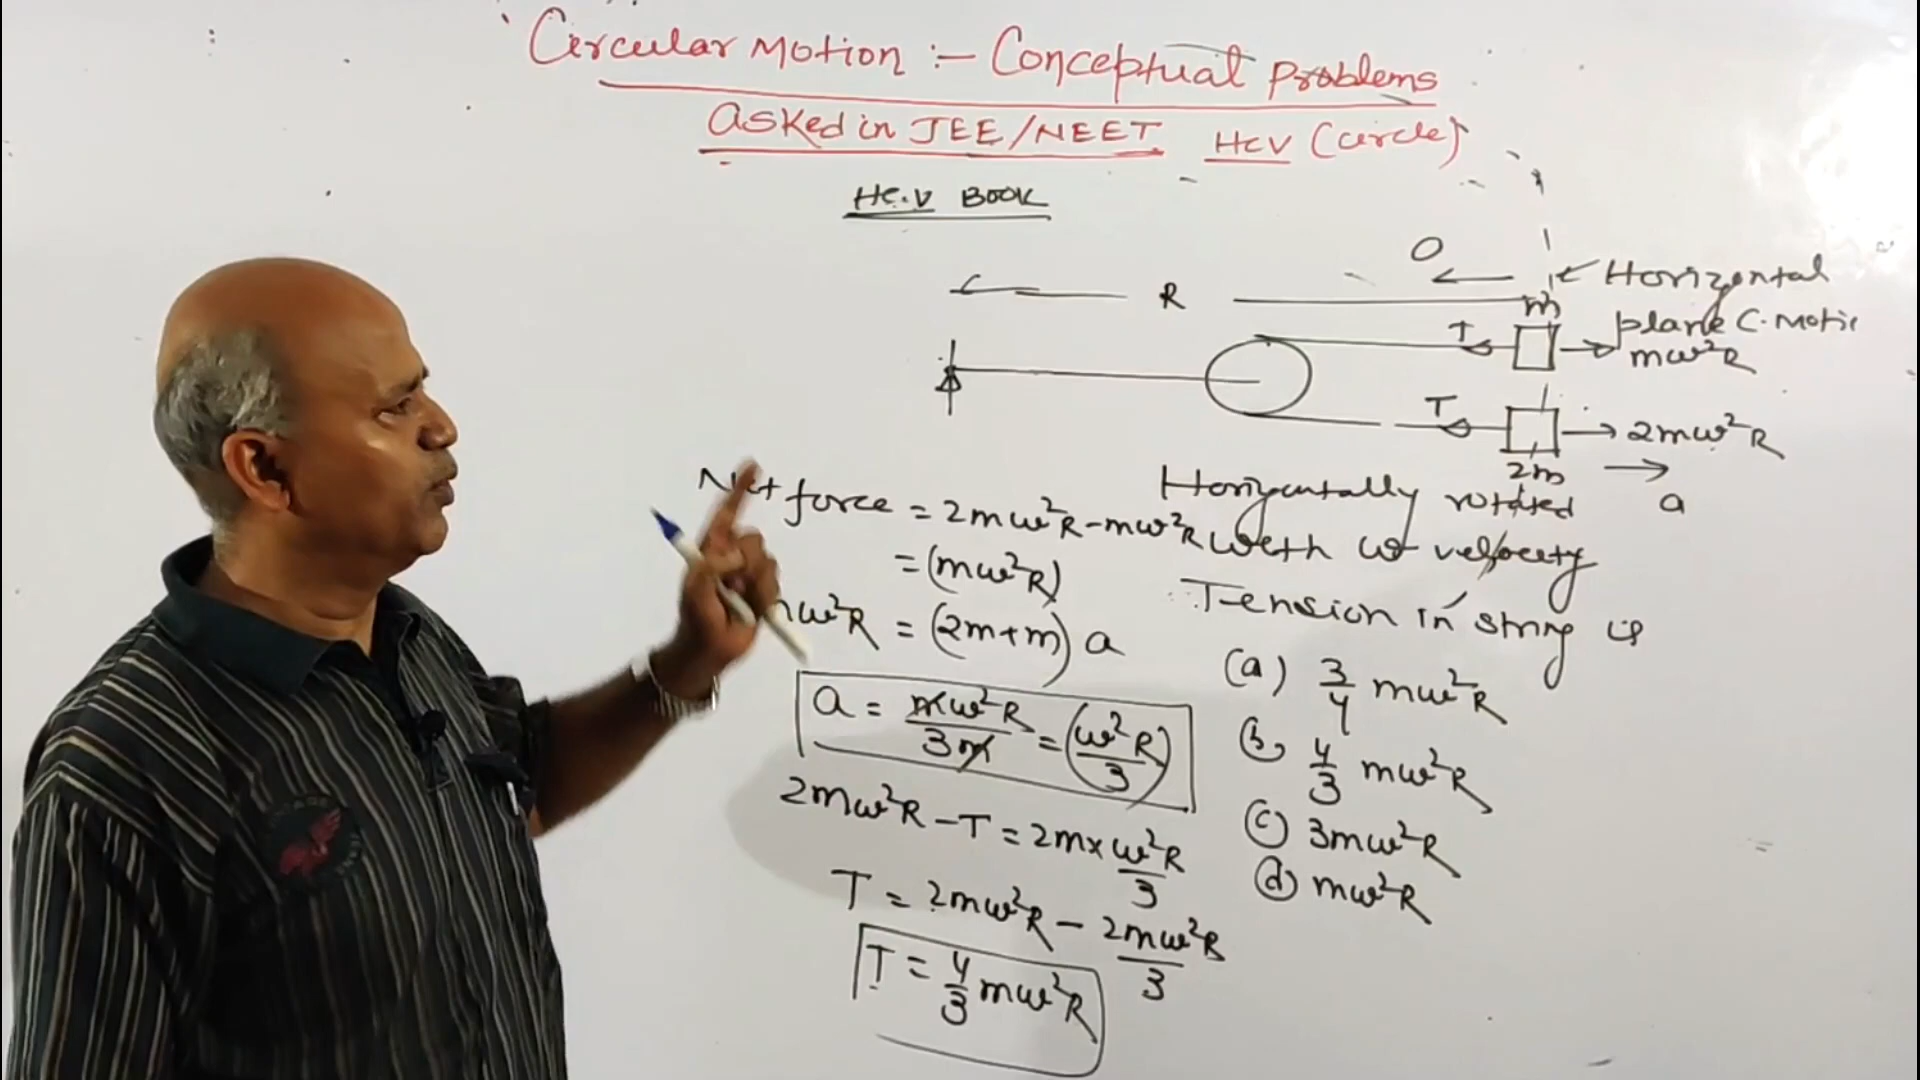 Circular Motion :- Conceptual Problems
Asked in JEE/NEET HCV (circle)
HC.V BOOK
R
O
Horizontal
plane C. Motic
m
T
mω²R
T
2mω²R
2m
a
Horizontally rotated
with ω velocity
Tension in string is
(a) 3/4 mω²R
(b) 4/3 mω²R
(c) 3mω²R
(d) mω²R
Net force = 2mω²R - mω²R
= (mω²R)
mω²R = (2m+m) a
a = mω²R/3m = (ω²R/3)
2mω²R - T = 2m× ω²R/3
T = 2mω²R - 2mω²R/3
T = 4/3 mω²R